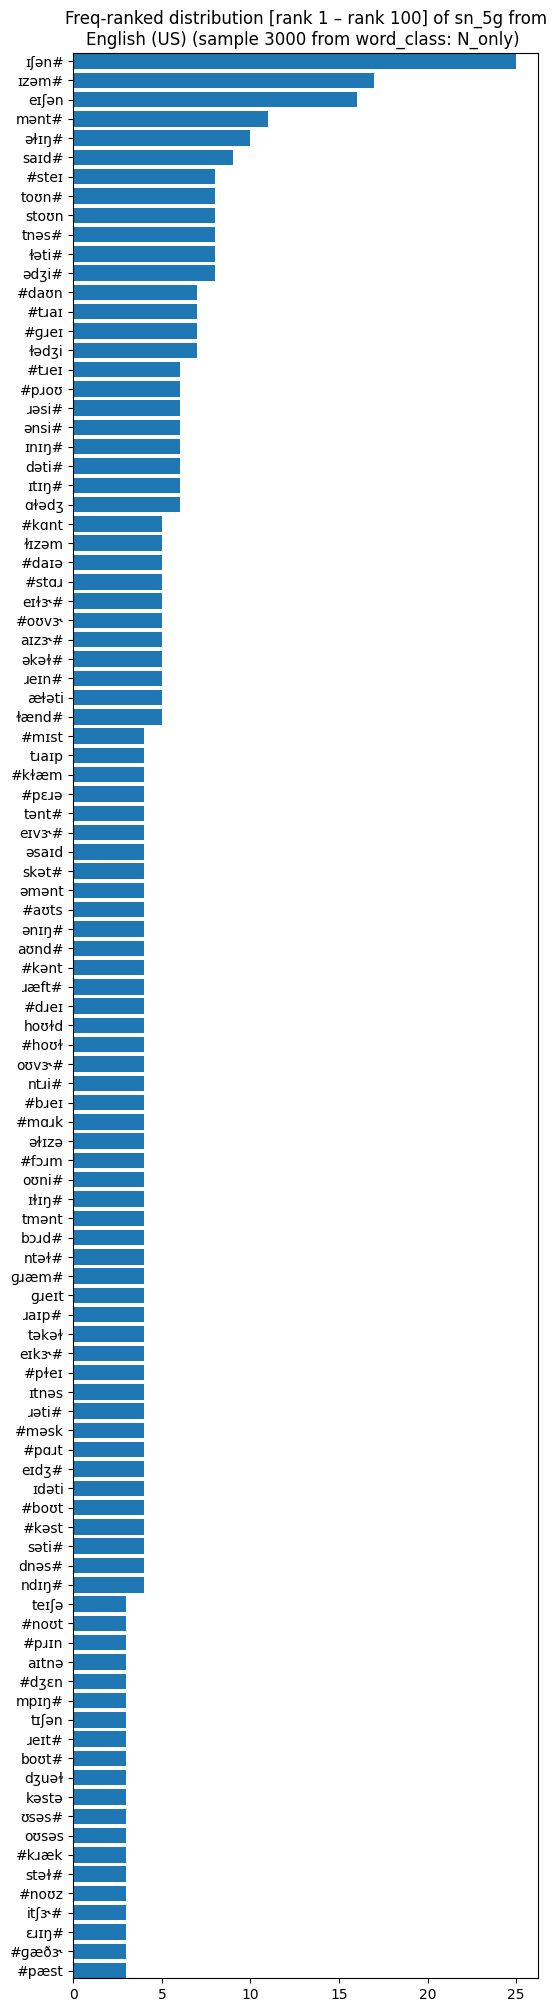 Freq-ranked distribution [rank 1 – rank 100] of sn_5g from
English (US) (sample 3000 from word_class: N_only)
ɪʃən#
ɪzəm#
eɪʃən
mənt#
əɫɪŋ#
saɪd#
#steɪ
toʊn#
stoʊn
tnəs#
ɫəti#
ədʒi#
#daʊn
#tɹaɪ
#ɡɹeɪ
ɫədʒi
#tɹeɪ
#pɹoʊ
ɹəsi#
ənsi#
ɪnɪŋ#
dəti#
ɪtɪŋ#
ɑɫədʒ
#kɑnt
ɫɪzəm
#daɪə
#stɑɹ
eɪɫɝ#
#oʊvɝ
aɪzɝ#
əkəɫ#
ɹeɪn#
æɫəti
ɫænd#
#mɪst
tɹaɪp
#kɫæm
#pɛɹə
tənt#
eɪvɝ#
əsaɪd
skət#
əmənt
#aʊts
ənɪŋ#
aʊnd#
#kənt
ɹæft#
#dɹeɪ
hoʊɫd
#hoʊɫ
oʊvɝ#
ntɹi#
#bɹeɪ
#mɑɹk
əɫɪzə
#fɔɹm
oʊni#
ɪɫɪŋ#
tmənt
bɔɹd#
ntəɫ#
ɡɹæm#
ɡɹeɪt
ɹaɪp#
təkəɫ
eɪkɝ#
#pɫeɪ
ɪtnəs
ɹəti#
#məsk
#pɑɹt
eɪdʒ#
ɪdəti
#boʊt
#kəst
səti#
dnəs#
ndɪŋ#
teɪʃə
#noʊt
#pɹɪn
aɪtnə
#dʒɛn
mpɪŋ#
tɪʃən
ɹeɪt#
boʊt#
dʒuəɫ
kəstə
ʊsəs#
oʊsəs
#kɹæk
stəɫ#
#noʊz
itʃɝ#
ɛɹɪŋ#
#ɡæðɝ
#pæst
0 5 10 15 20 25